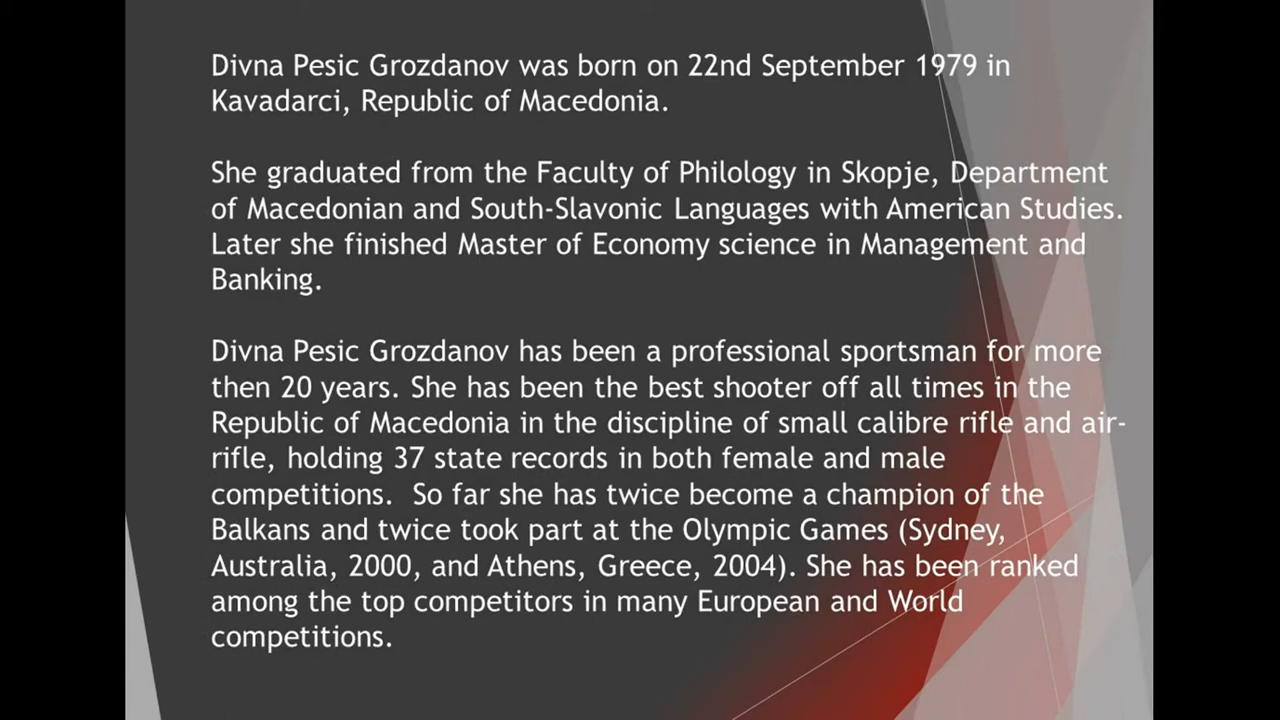 Divna Pesic Grozdanov was born on 22nd September 1979 in
Kavadarci, Republic of Macedonia.
She graduated from the Faculty of Philology in Skopje, Department
of Macedonian and South-Slavonic Languages with American Studies.
Later she finished Master of Economy science in Management and
Banking.
Divna Pesic Grozdanov has been a professional sportsman for more
then 20 years. She has been the best shooter off all times in the
Republic of Macedonia in the discipline of small calibre rifle and air-
rifle, holding 37 state records in both female and male
competitions.  So far she has twice become a champion of the
Balkans and twice took part at the Olympic Games (Sydney,
Australia, 2000, and Athens, Greece, 2004). She has been ranked
among the top competitors in many European and World
competitions.